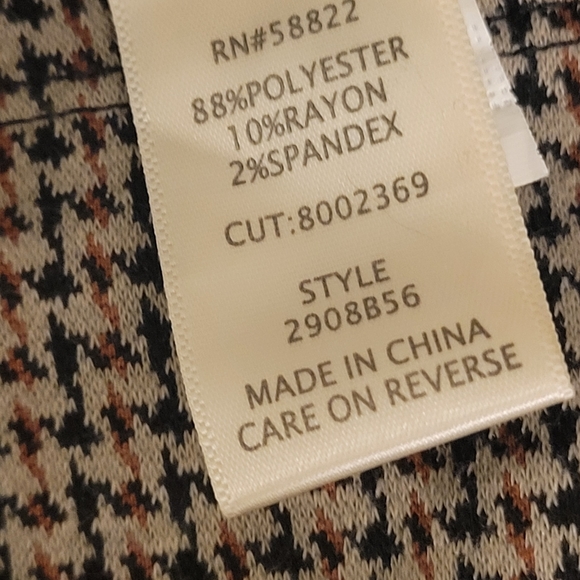 RN#58822
88%POLYESTER
10%RAYON
2%SPANDEX
CUT:8002369
STYLE
2908B56
MADE IN CHINA
CARE ON REVERSE